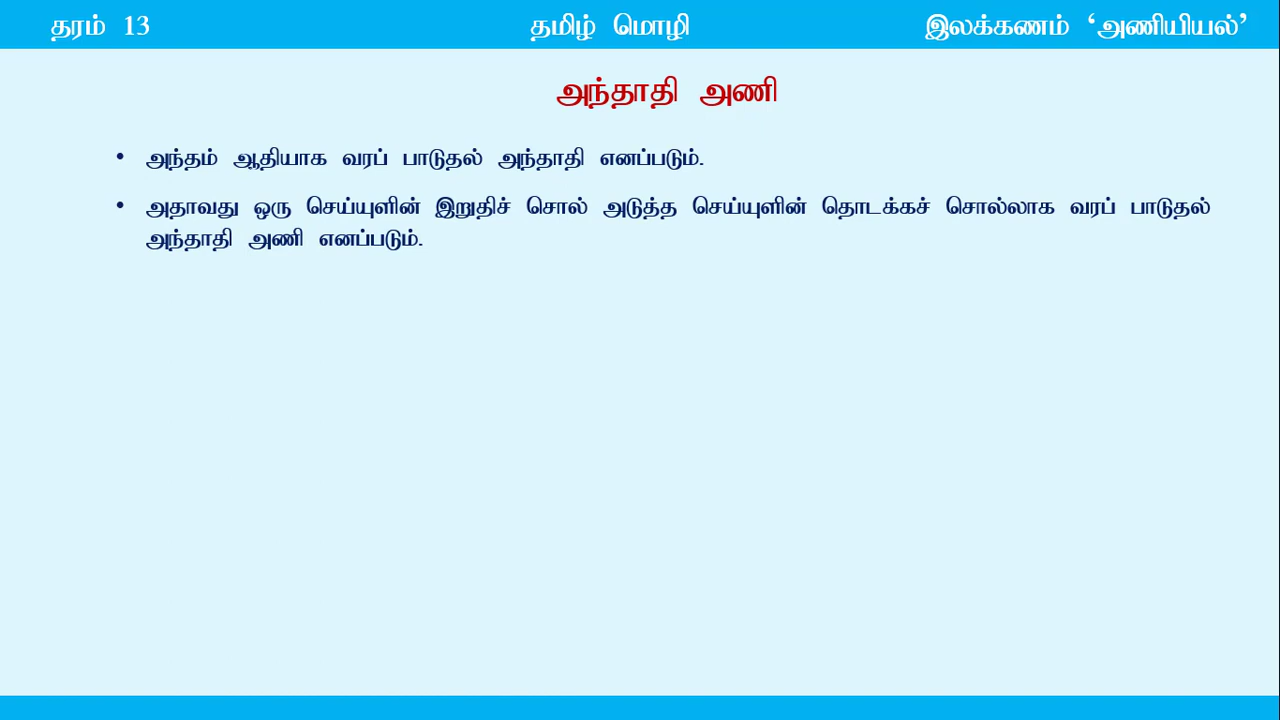 தரம் 13 தமிழ் மொழி இலக்கணம் ‘அணியியல்’
அந்தாதி அணி
• அந்தம் ஆதியாக வரப் பாடுதல் அந்தாதி எனப்படும்.
• அதாவது ஒரு செய்யுளின் இறுதிச் சொல் அடுத்த செய்யுளின் தொடக்கச் சொல்லாக வரப் பாடுதல்
அந்தாதி அணி எனப்படும்.